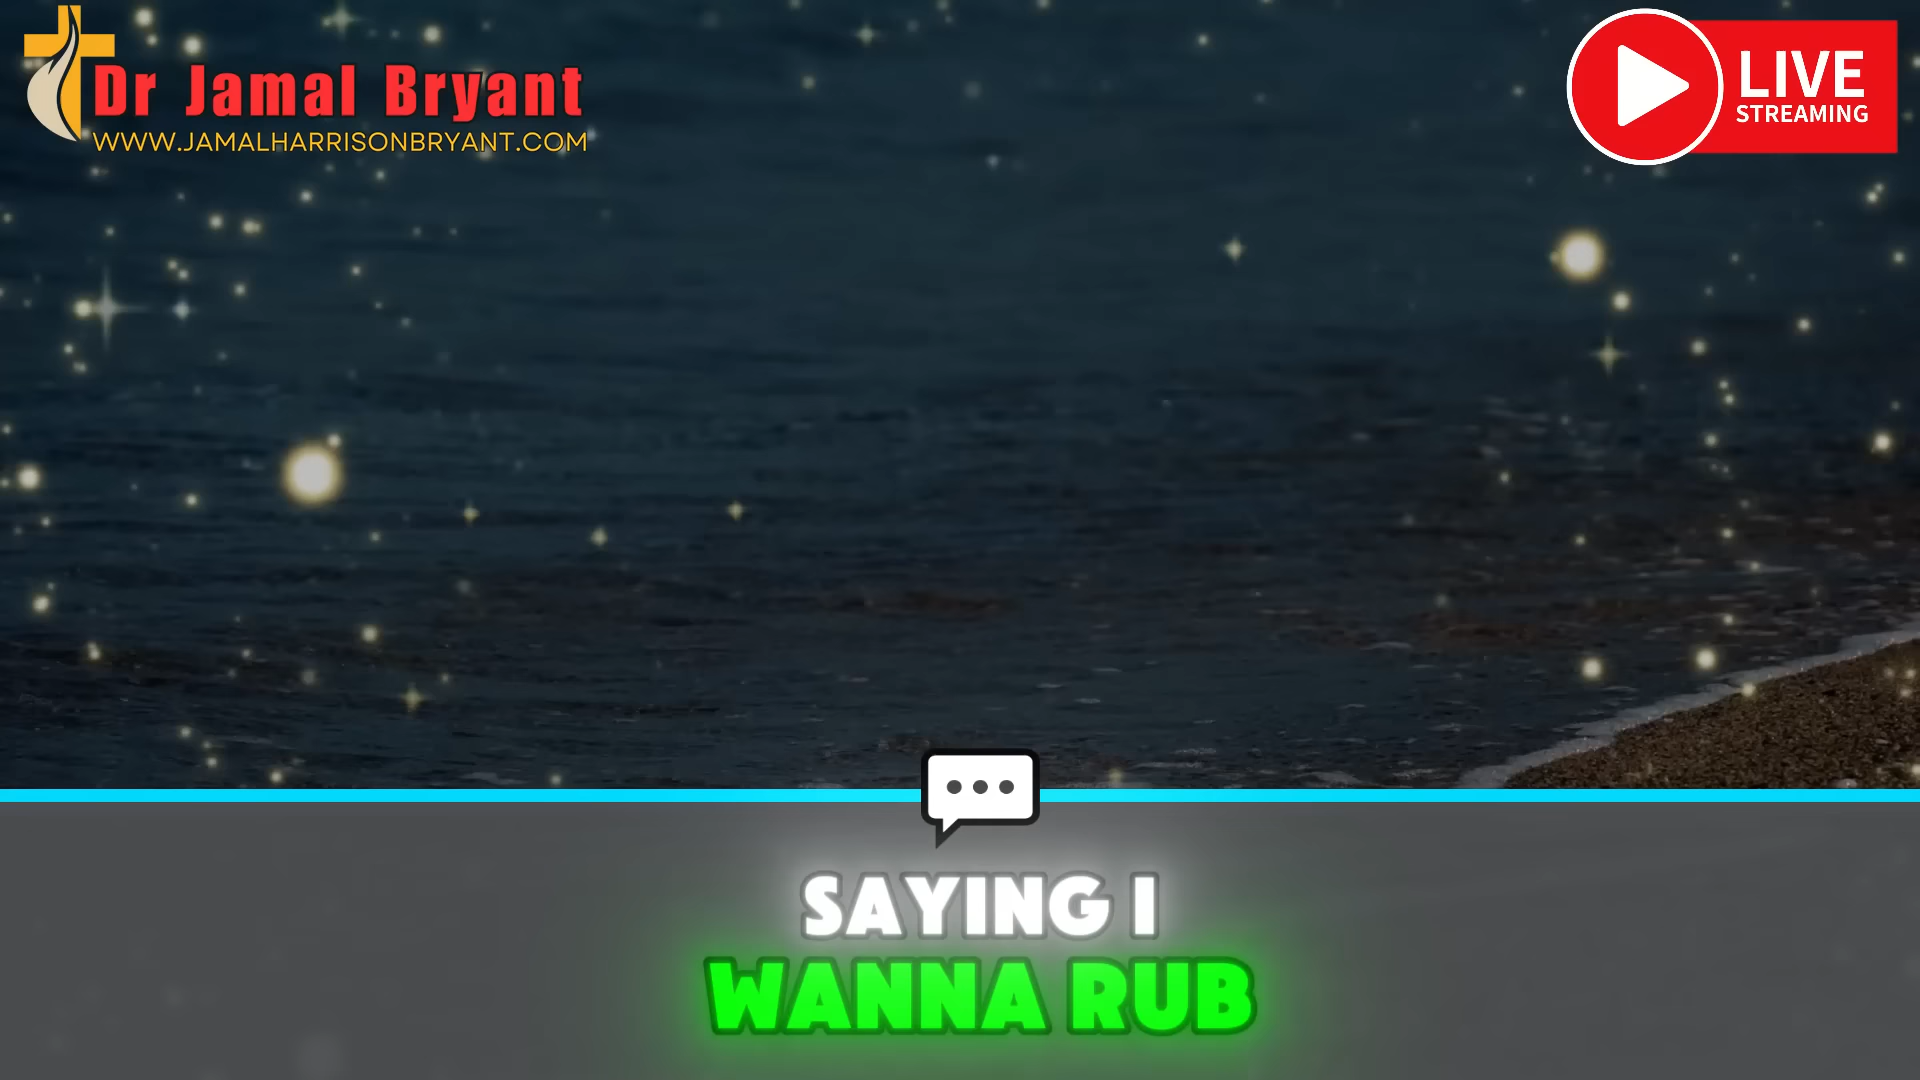 Dr Jamal Bryant
WWW.JAMALHARRISONBRYANT.COM
LIVE
STREAMING
SAYING I
WANNA RUB